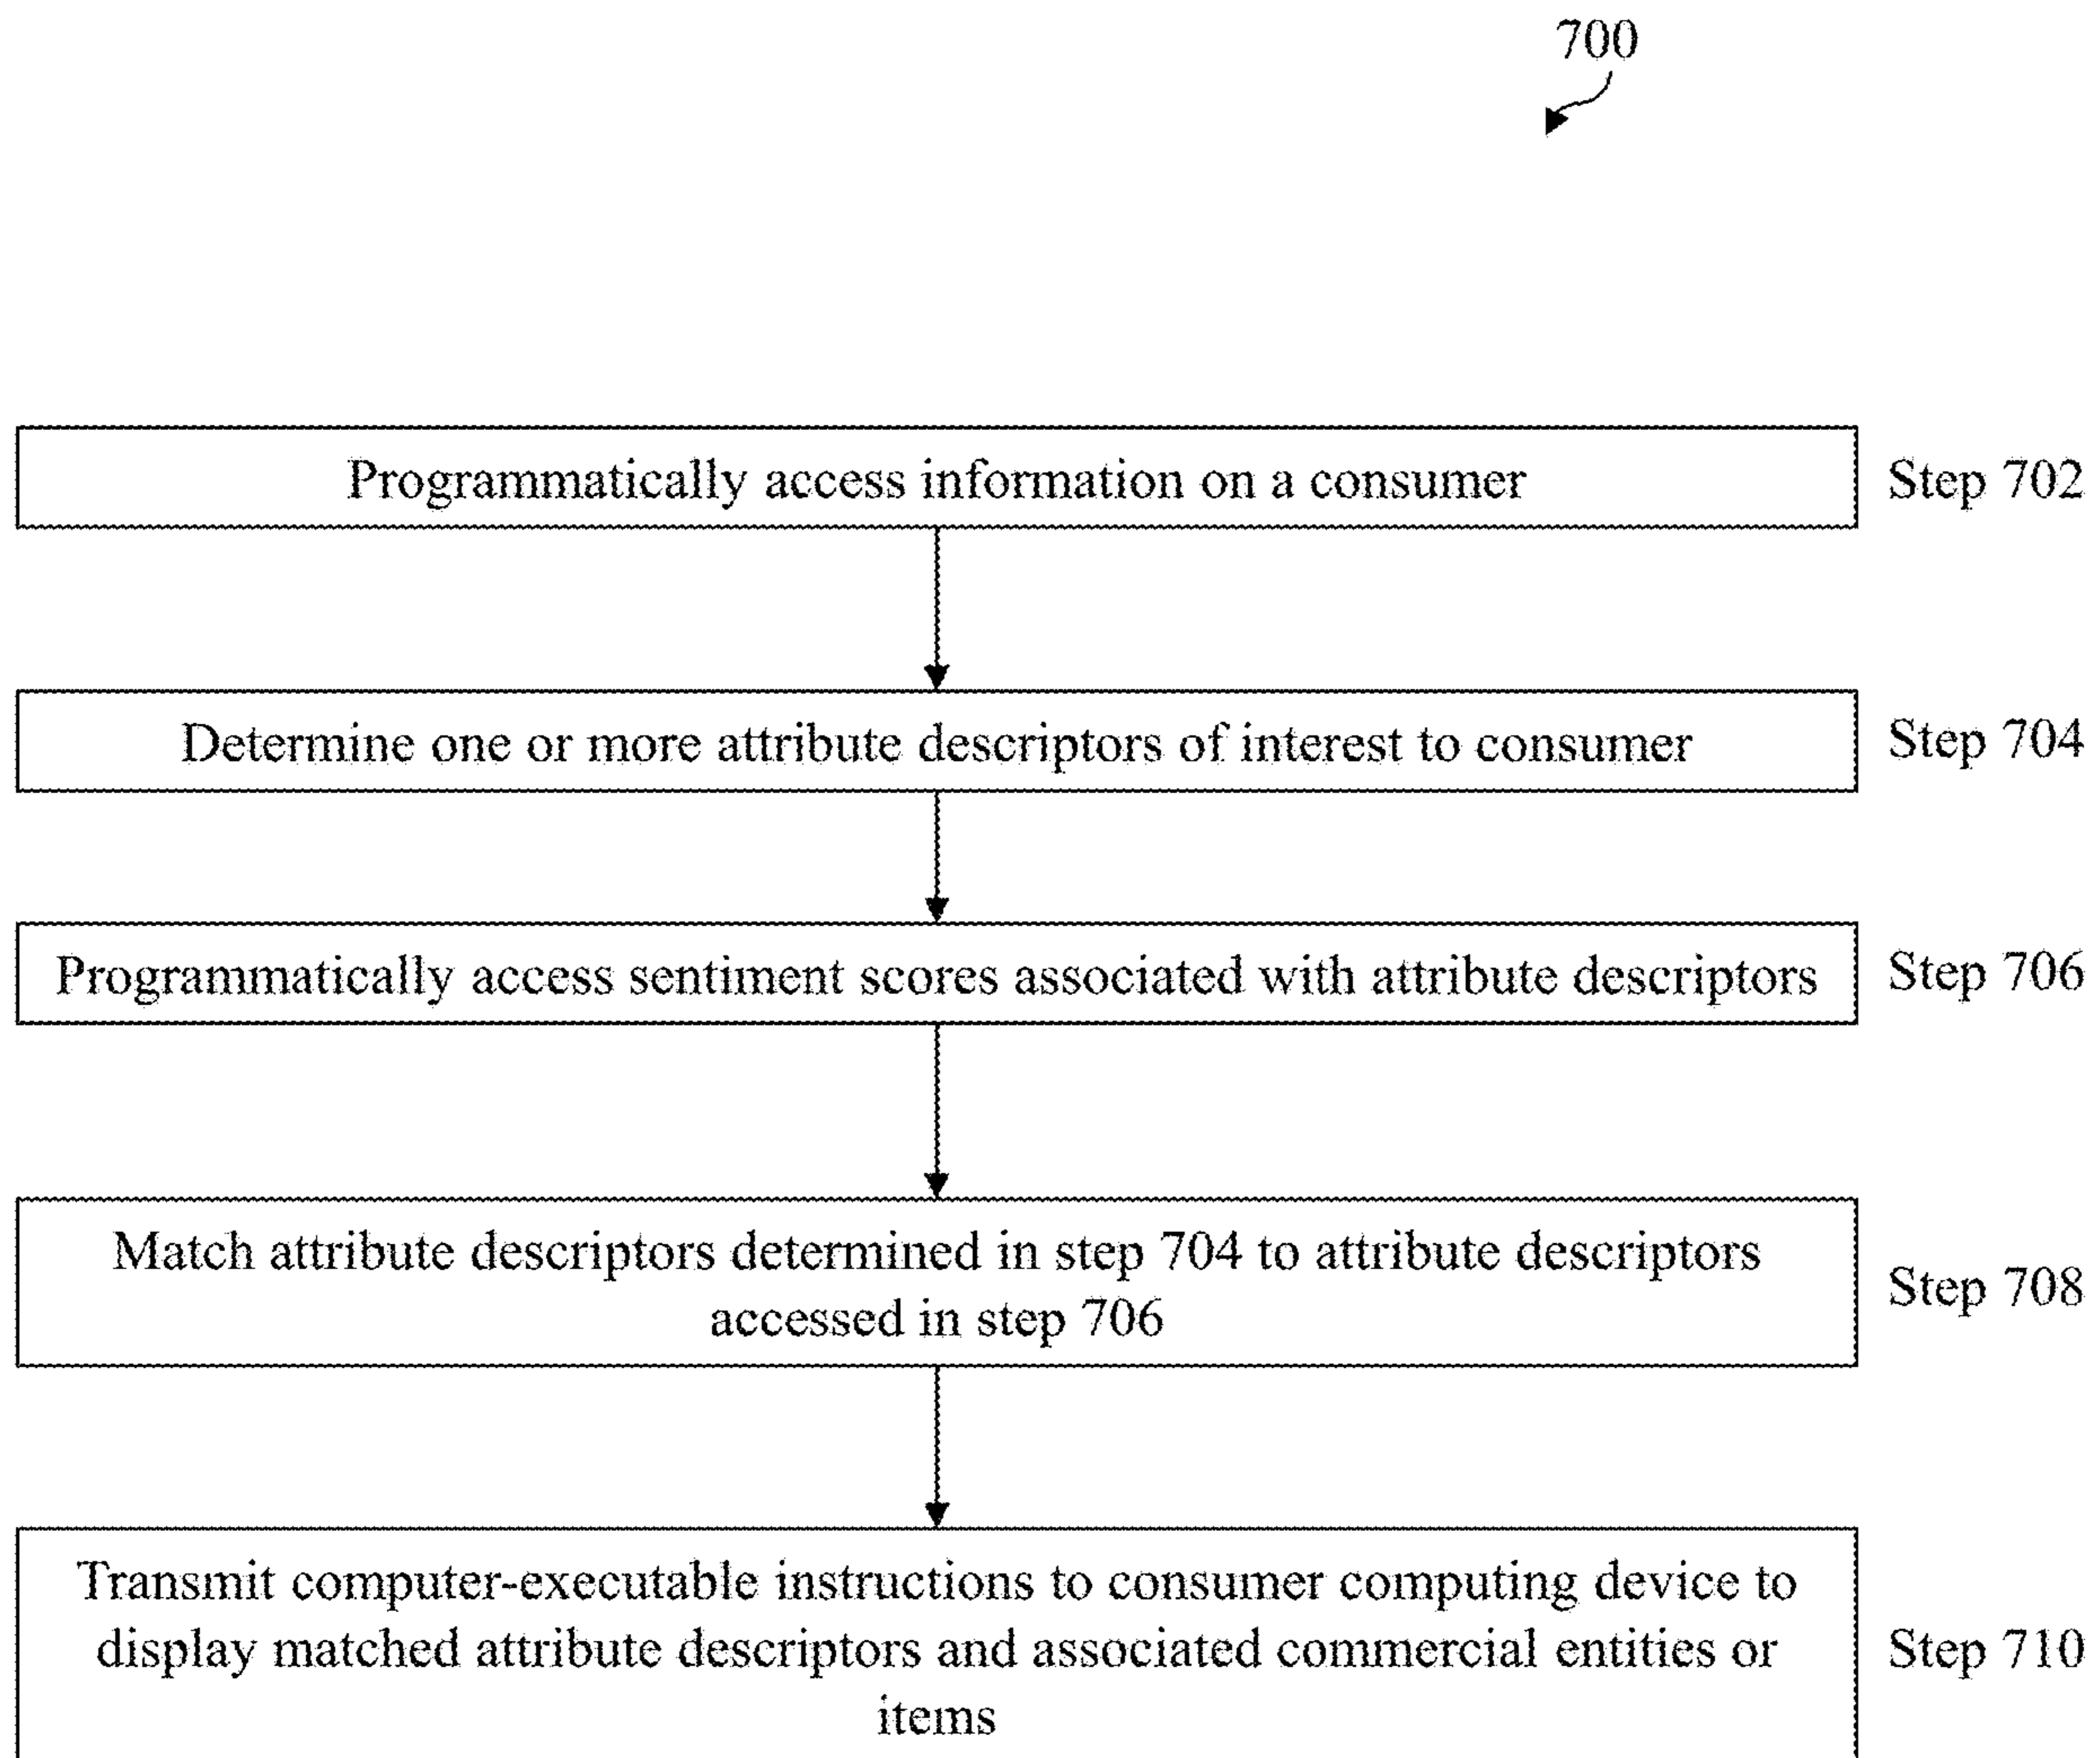 700
Programmatically access information on a consumer
Step 702
Determine one or more attribute descriptors of interest to consumer
Step 704
Programmatically access sentiment scores associated with attribute descriptors
Step 706
Match attribute descriptors determined in step 704 to attribute descriptors
accessed in step 706
Step 708
Transmit computer-executable instructions to consumer computing device to
display matched attribute descriptors and associated commercial entities or
items
Step 710